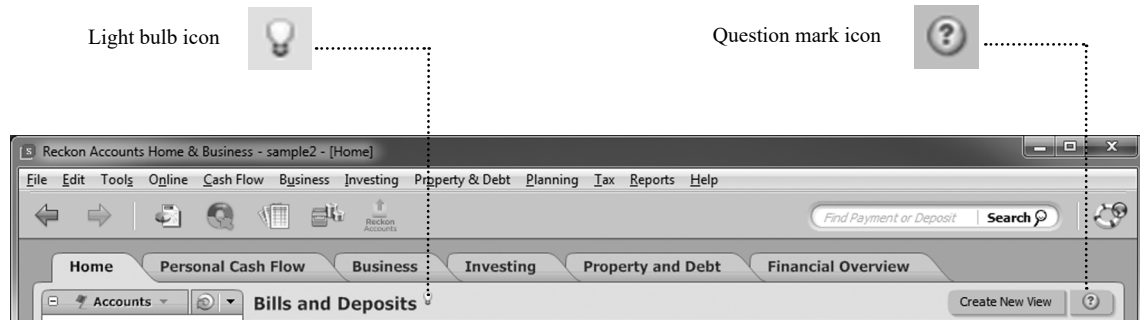 Light bulb icon
Question mark icon
Reckon Accounts Home & Business - sample2 - [Home]
File Edit Tools Online Cash Flow Business Investing Property & Debt Planning Tax Reports Help
Reckon
Accounts
Find Payment or Deposit Search
Home Personal Cash Flow Business Investing Property and Debt Financial Overview
Accounts Bills and Deposits Create New View ?